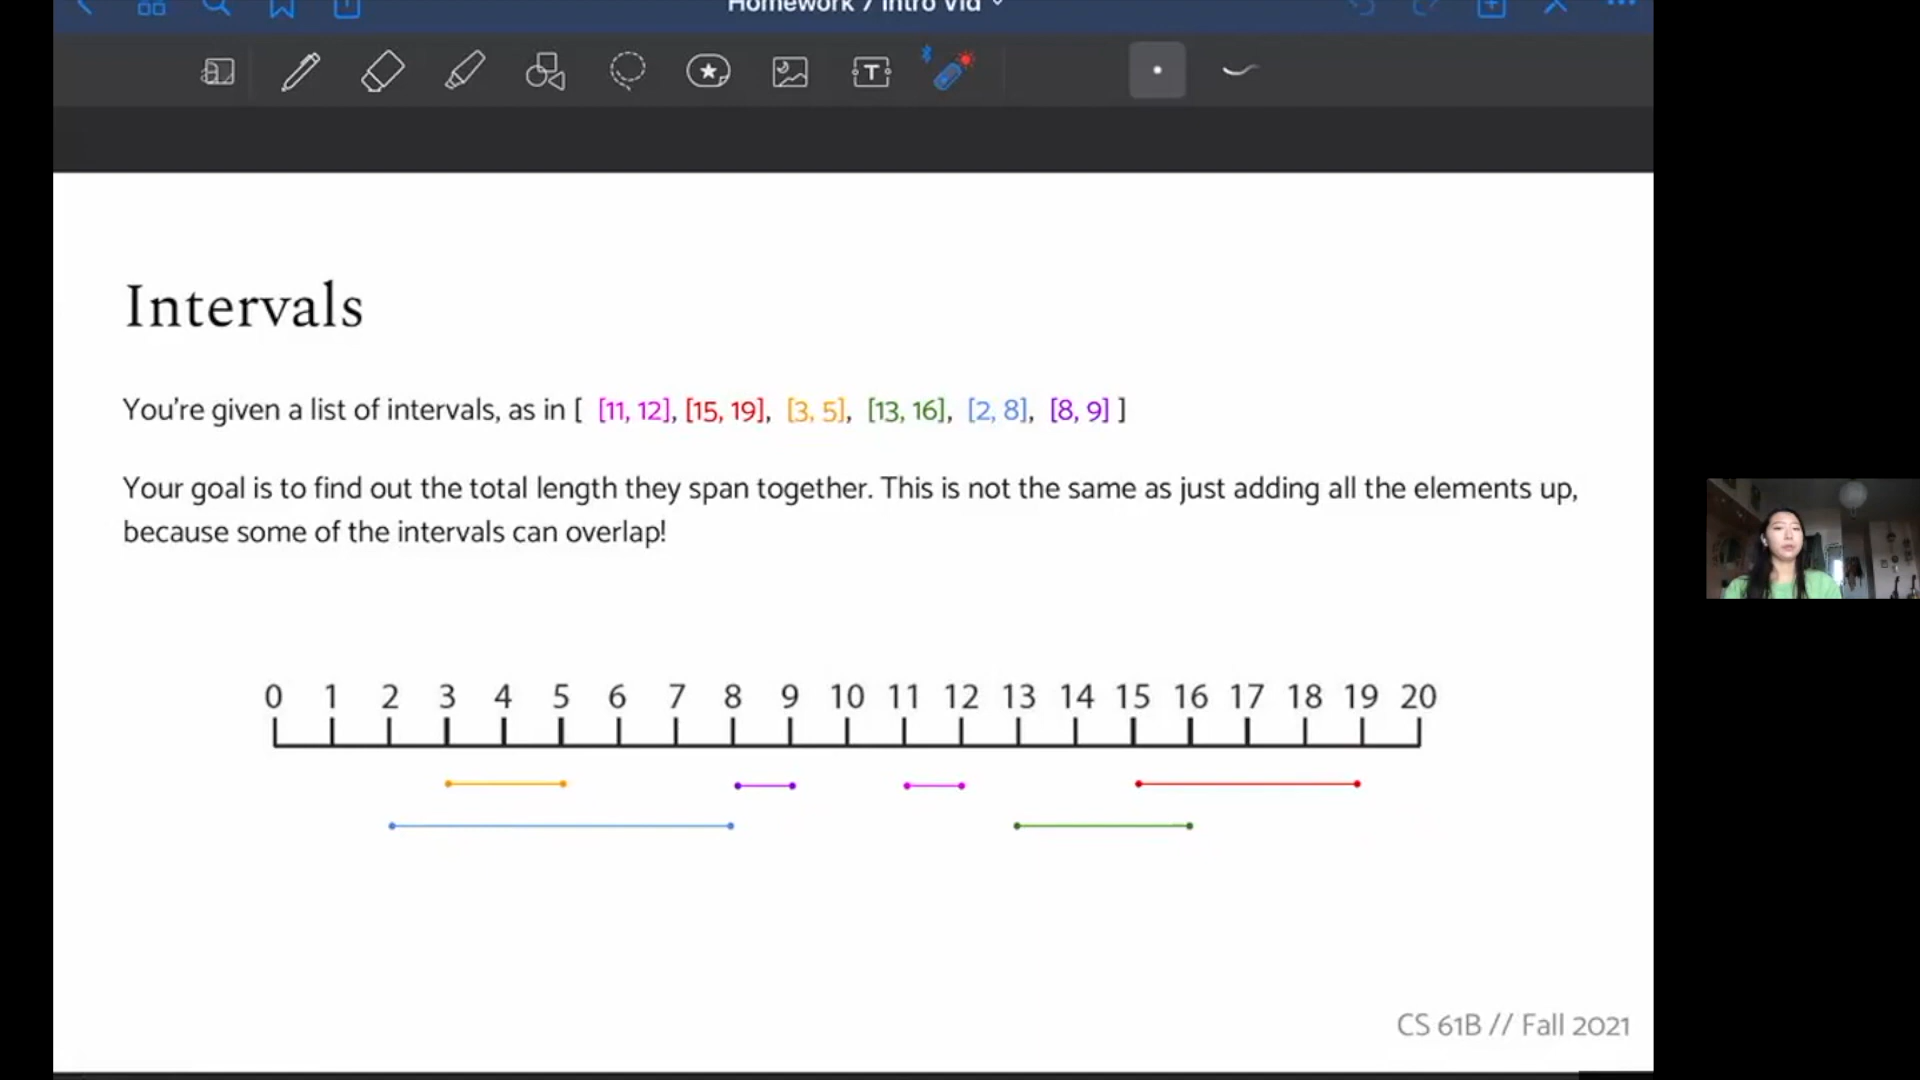 Homework 7 Intro Vid
T
Intervals
You're given a list of intervals, as in [ [11, 12], [15, 19], [3, 5], [13, 16], [2, 8], [8, 9] ]
Your goal is to find out the total length they span together. This is not the same as just adding all the elements up,
because some of the intervals can overlap!
0 1 2 3 4 5 6 7 8 9 10 11 12 13 14 15 16 17 18 19 20
CS 61B // Fall 2021